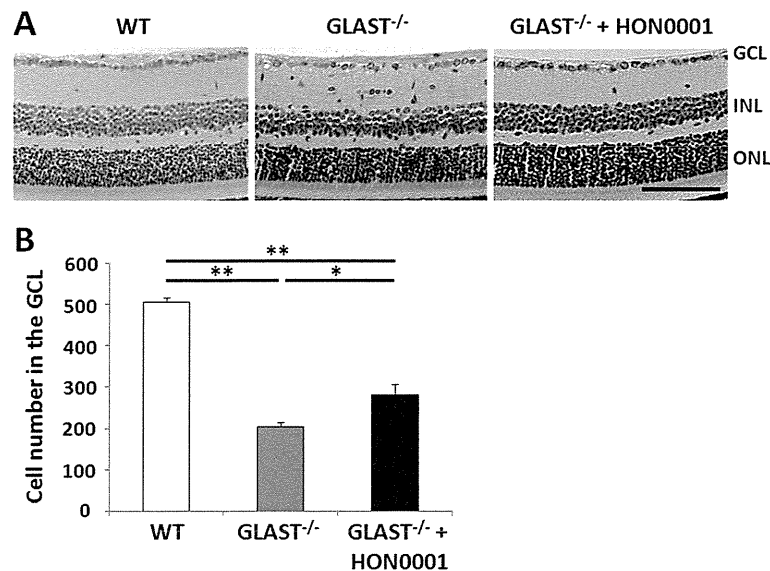 A
WT
GLAST-/-
GLAST-/- + HON0001
GCL
INL
ONL
B
Cell number in the GCL
600
500
400
300
200
100
0
**
**
*
WT
GLAST-/-
GLAST-/- +
HON0001